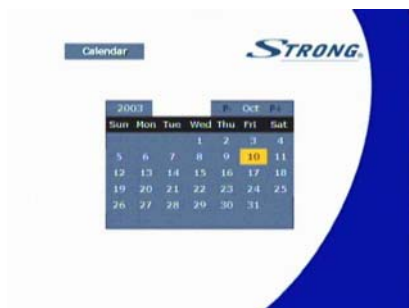 Calendar
STRONG.
2003 P- Oct P+
Sun Mon Tue Wed Thu Fri Sat
1 2 3 4
5 6 7 8 9 10 11
12 13 14 15 16 17 18
19 20 21 22 23 24 25
26 27 28 29 30 31